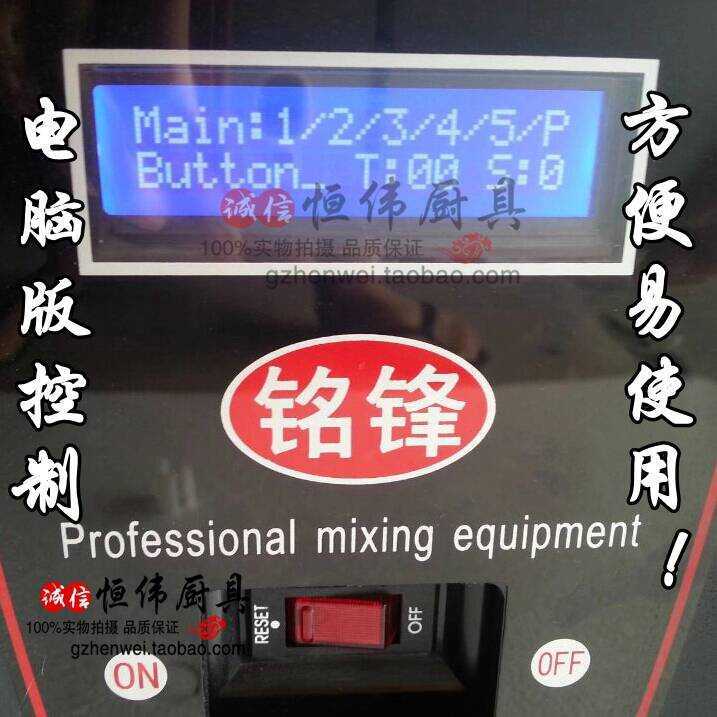 电脑版控制
Main:1/2/3/4/5/P
Button_ T:00 S:0
诚信 恒伟厨具
100%实物拍摄 品质保证
gzhenwei.taobao.com
方便易使用！
铭锋
Professional mixing equipment
诚信 恒伟厨具
100%实物拍摄 品质保证
gzhenwei.taobao.com
RESET
OFF
ON
OFF